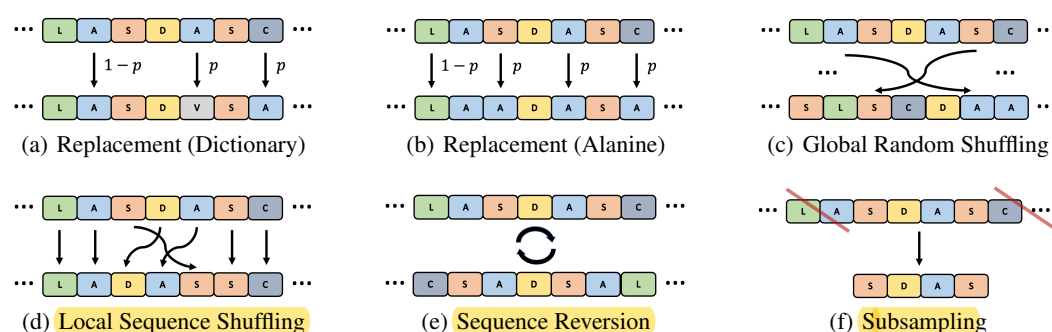 ... L A S D A S C ...
1 − p p p
... L A S D V S A ...
(a) Replacement (Dictionary)
... L A S D A S C ...
1 − p p p p
... L A A D A S A ...
(b) Replacement (Alanine)
... L A S D A S C ...
... ...
S L S C D A A
(c) Global Random Shuffling
... L A S D A S C ...
... L A D A S S C ...
(d) Local Sequence Shuffling
... L A S D A S C ...
... C S A D S A L ...
(e) Sequence Reversion
... L A S D A S C ...
S D A S
(f) Subsampling